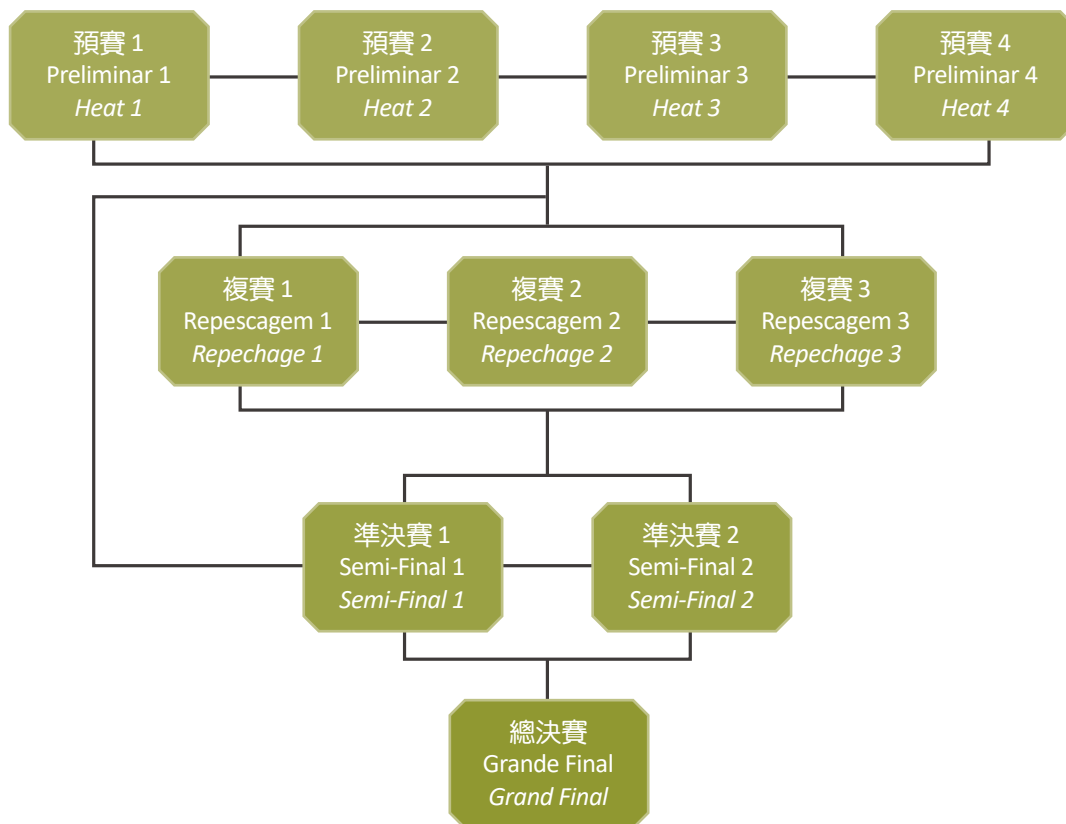 預賽 1
Preliminar 1
Heat 1
預賽 2
Preliminar 2
Heat 2
預賽 3
Preliminar 3
Heat 3
預賽 4
Preliminar 4
Heat 4
複賽 1
Repescagem 1
Repechage 1
複賽 2
Repescagem 2
Repechage 2
複賽 3
Repescagem 3
Repechage 3
準決賽 1
Semi-Final 1
Semi-Final 1
準決賽 2
Semi-Final 2
Semi-Final 2
總決賽
Grande Final
Grand Final